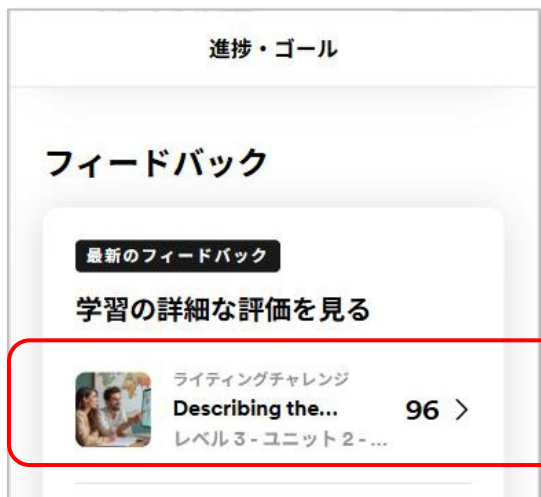 進捗・ゴール
フィードバック
最新のフィードバック
学習の詳細な評価を見る
ライティングチャレンジ
Describing the...
96
レベル 3 - ユニット 2 - ...